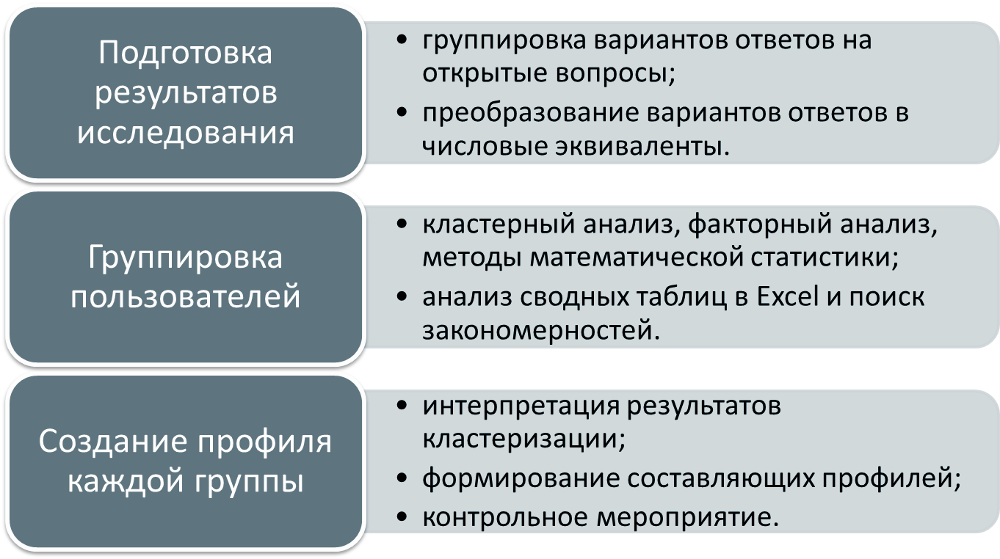 Подготовка
результатов
исследования
• группировка вариантов ответов на
открытые вопросы;
• преобразование вариантов ответов в
числовые эквиваленты.
Группировка
пользователей
• кластерный анализ, факторный анализ,
методы математической статистики;
• анализ сводных таблиц в Excel и поиск
закономерностей.
Создание профиля
каждой группы
• интерпретация результатов
кластеризации;
• формирование составляющих профилей;
• контрольное мероприятие.